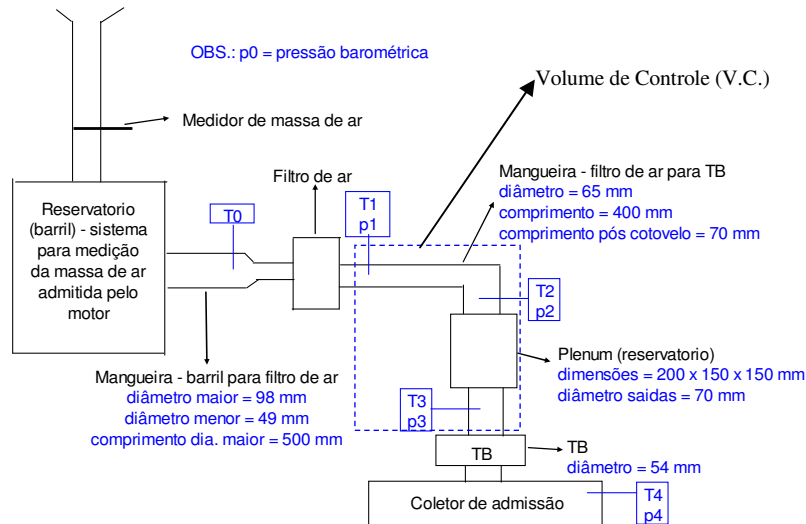 OBS.: p0 = pressão barométrica
Volume de Controle (V.C.)
Medidor de massa de ar
Filtro de ar
Mangueira - filtro de ar para TB
diâmetro = 65 mm
comprimento = 400 mm
comprimento pós cotovelo = 70 mm
Reservatorio
(barril) - sistema
para medição
da massa de ar
admitida pelo
motor
T0
T1
p1
T2
p2
Plenum (reservatorio)
dimensões = 200 x 150 x 150 mm
diâmetro saidas = 70 mm
Mangueira - barril para filtro de ar
diâmetro maior = 98 mm
diâmetro menor = 49 mm
comprimento dia. maior = 500 mm
T3
p3
TB
TB
diâmetro = 54 mm
Coletor de admissão
T4
p4